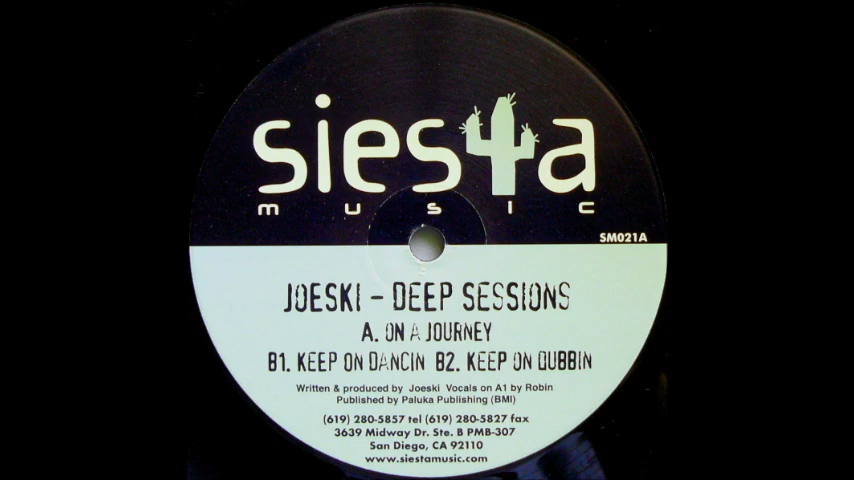 siesta
music
SM021A
JOESKI - DEEP SESSIONS
A. ON A JOURNEY
B1. KEEP ON DANCIN B2. KEEP ON DUBBIN
Written & produced by Joeski Vocals on A1 by Robin
Published by Paluka Publishing (BMI)
(619) 280-5857 tel (619) 280-5827 fax
3639 Midway Dr. Ste. B PMB-307
San Diego, CA 92110
www.siestamusic.com